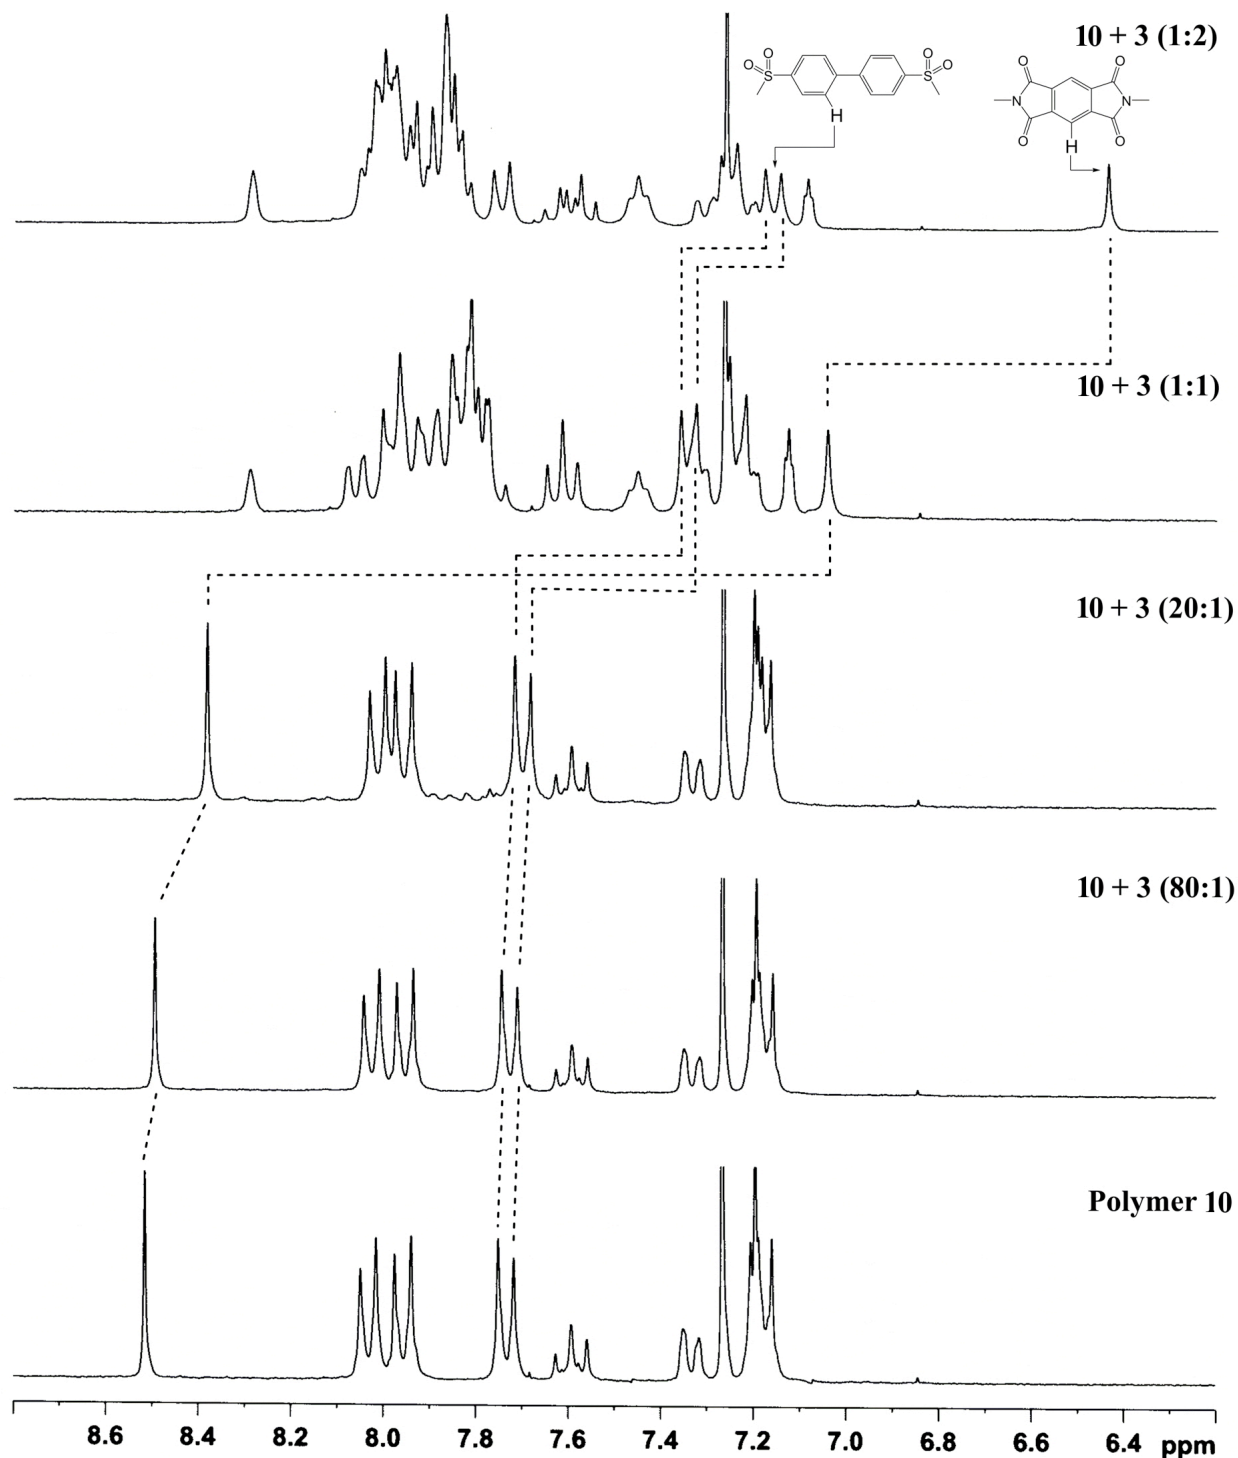 10 + 3 (1:2)
O
O
S
H
S
O
O
O
O
N
N
O
O
H
10 + 3 (1:1)
10 + 3 (20:1)
10 + 3 (80:1)
Polymer 10
8.6 8.4 8.2 8.0 7.8 7.6 7.4 7.2 7.0 6.8 6.6 6.4 ppm